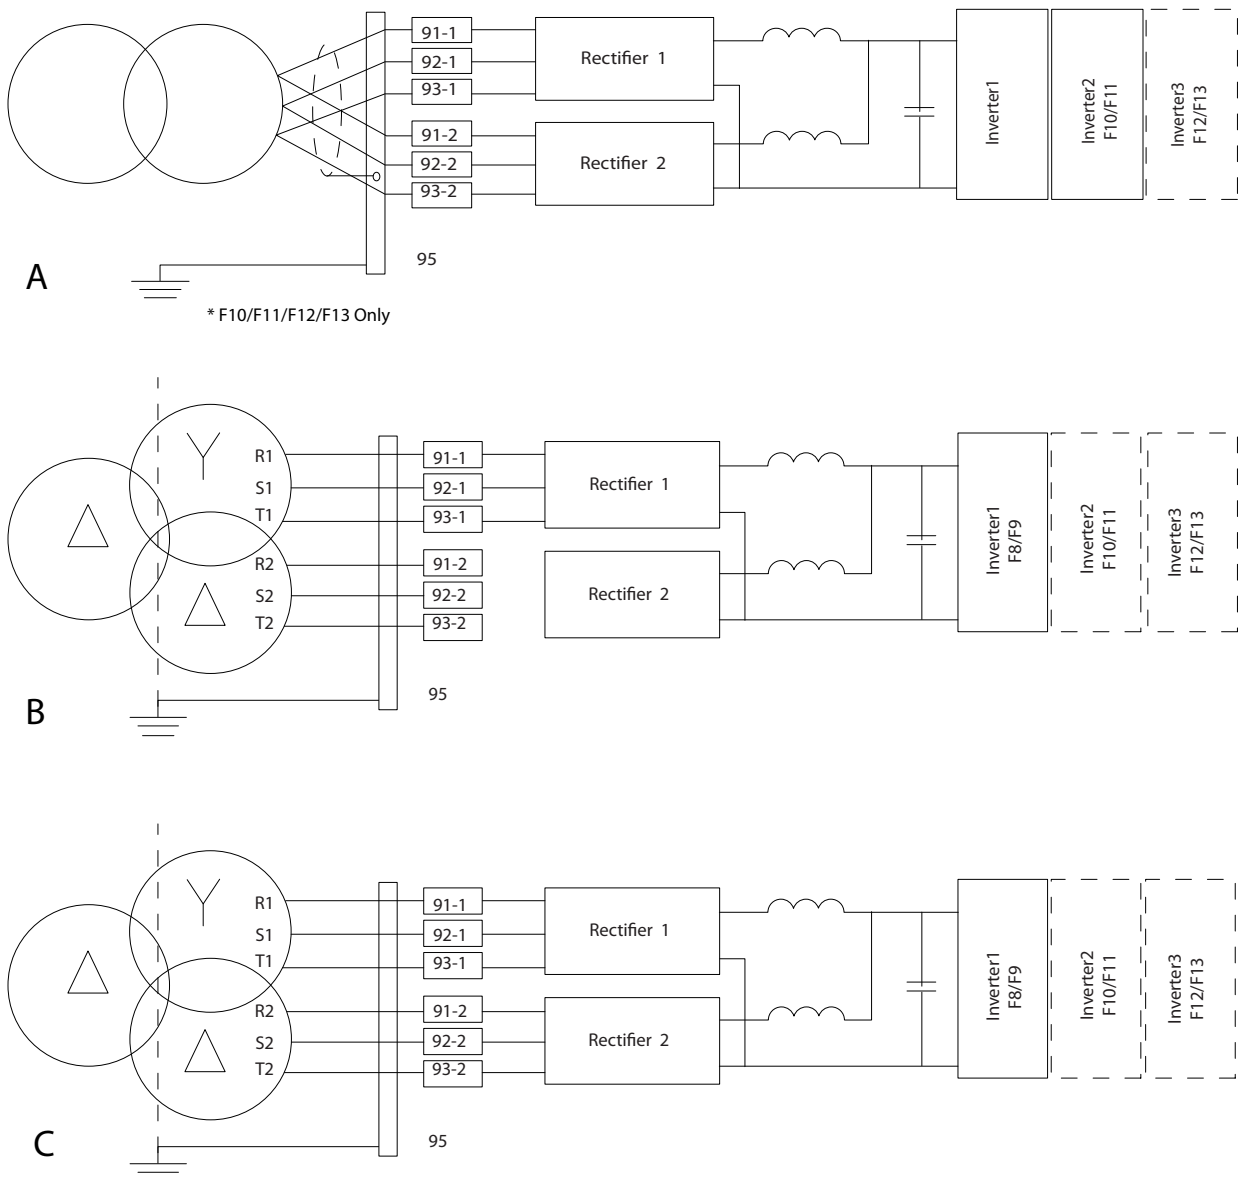 91-1
92-1
93-1
91-2
92-2
93-2
Rectifier 1
Rectifier 2
Inverter1
Inverter2
F10/F11
Inverter3
F12/F13
95
A
* F10/F11/F12/F13 Only
R1
S1
T1
R2
S2
T2
91-1
92-1
93-1
91-2
92-2
93-2
Rectifier 1
Rectifier 2
Inverter1
F8/F9
Inverter2
F10/F11
Inverter3
F12/F13
95
B
R1
S1
T1
R2
S2
T2
91-1
92-1
93-1
91-2
92-2
93-2
Rectifier 1
Rectifier 2
Inverter1
F8/F9
Inverter2
F10/F11
Inverter3
F12/F13
95
C